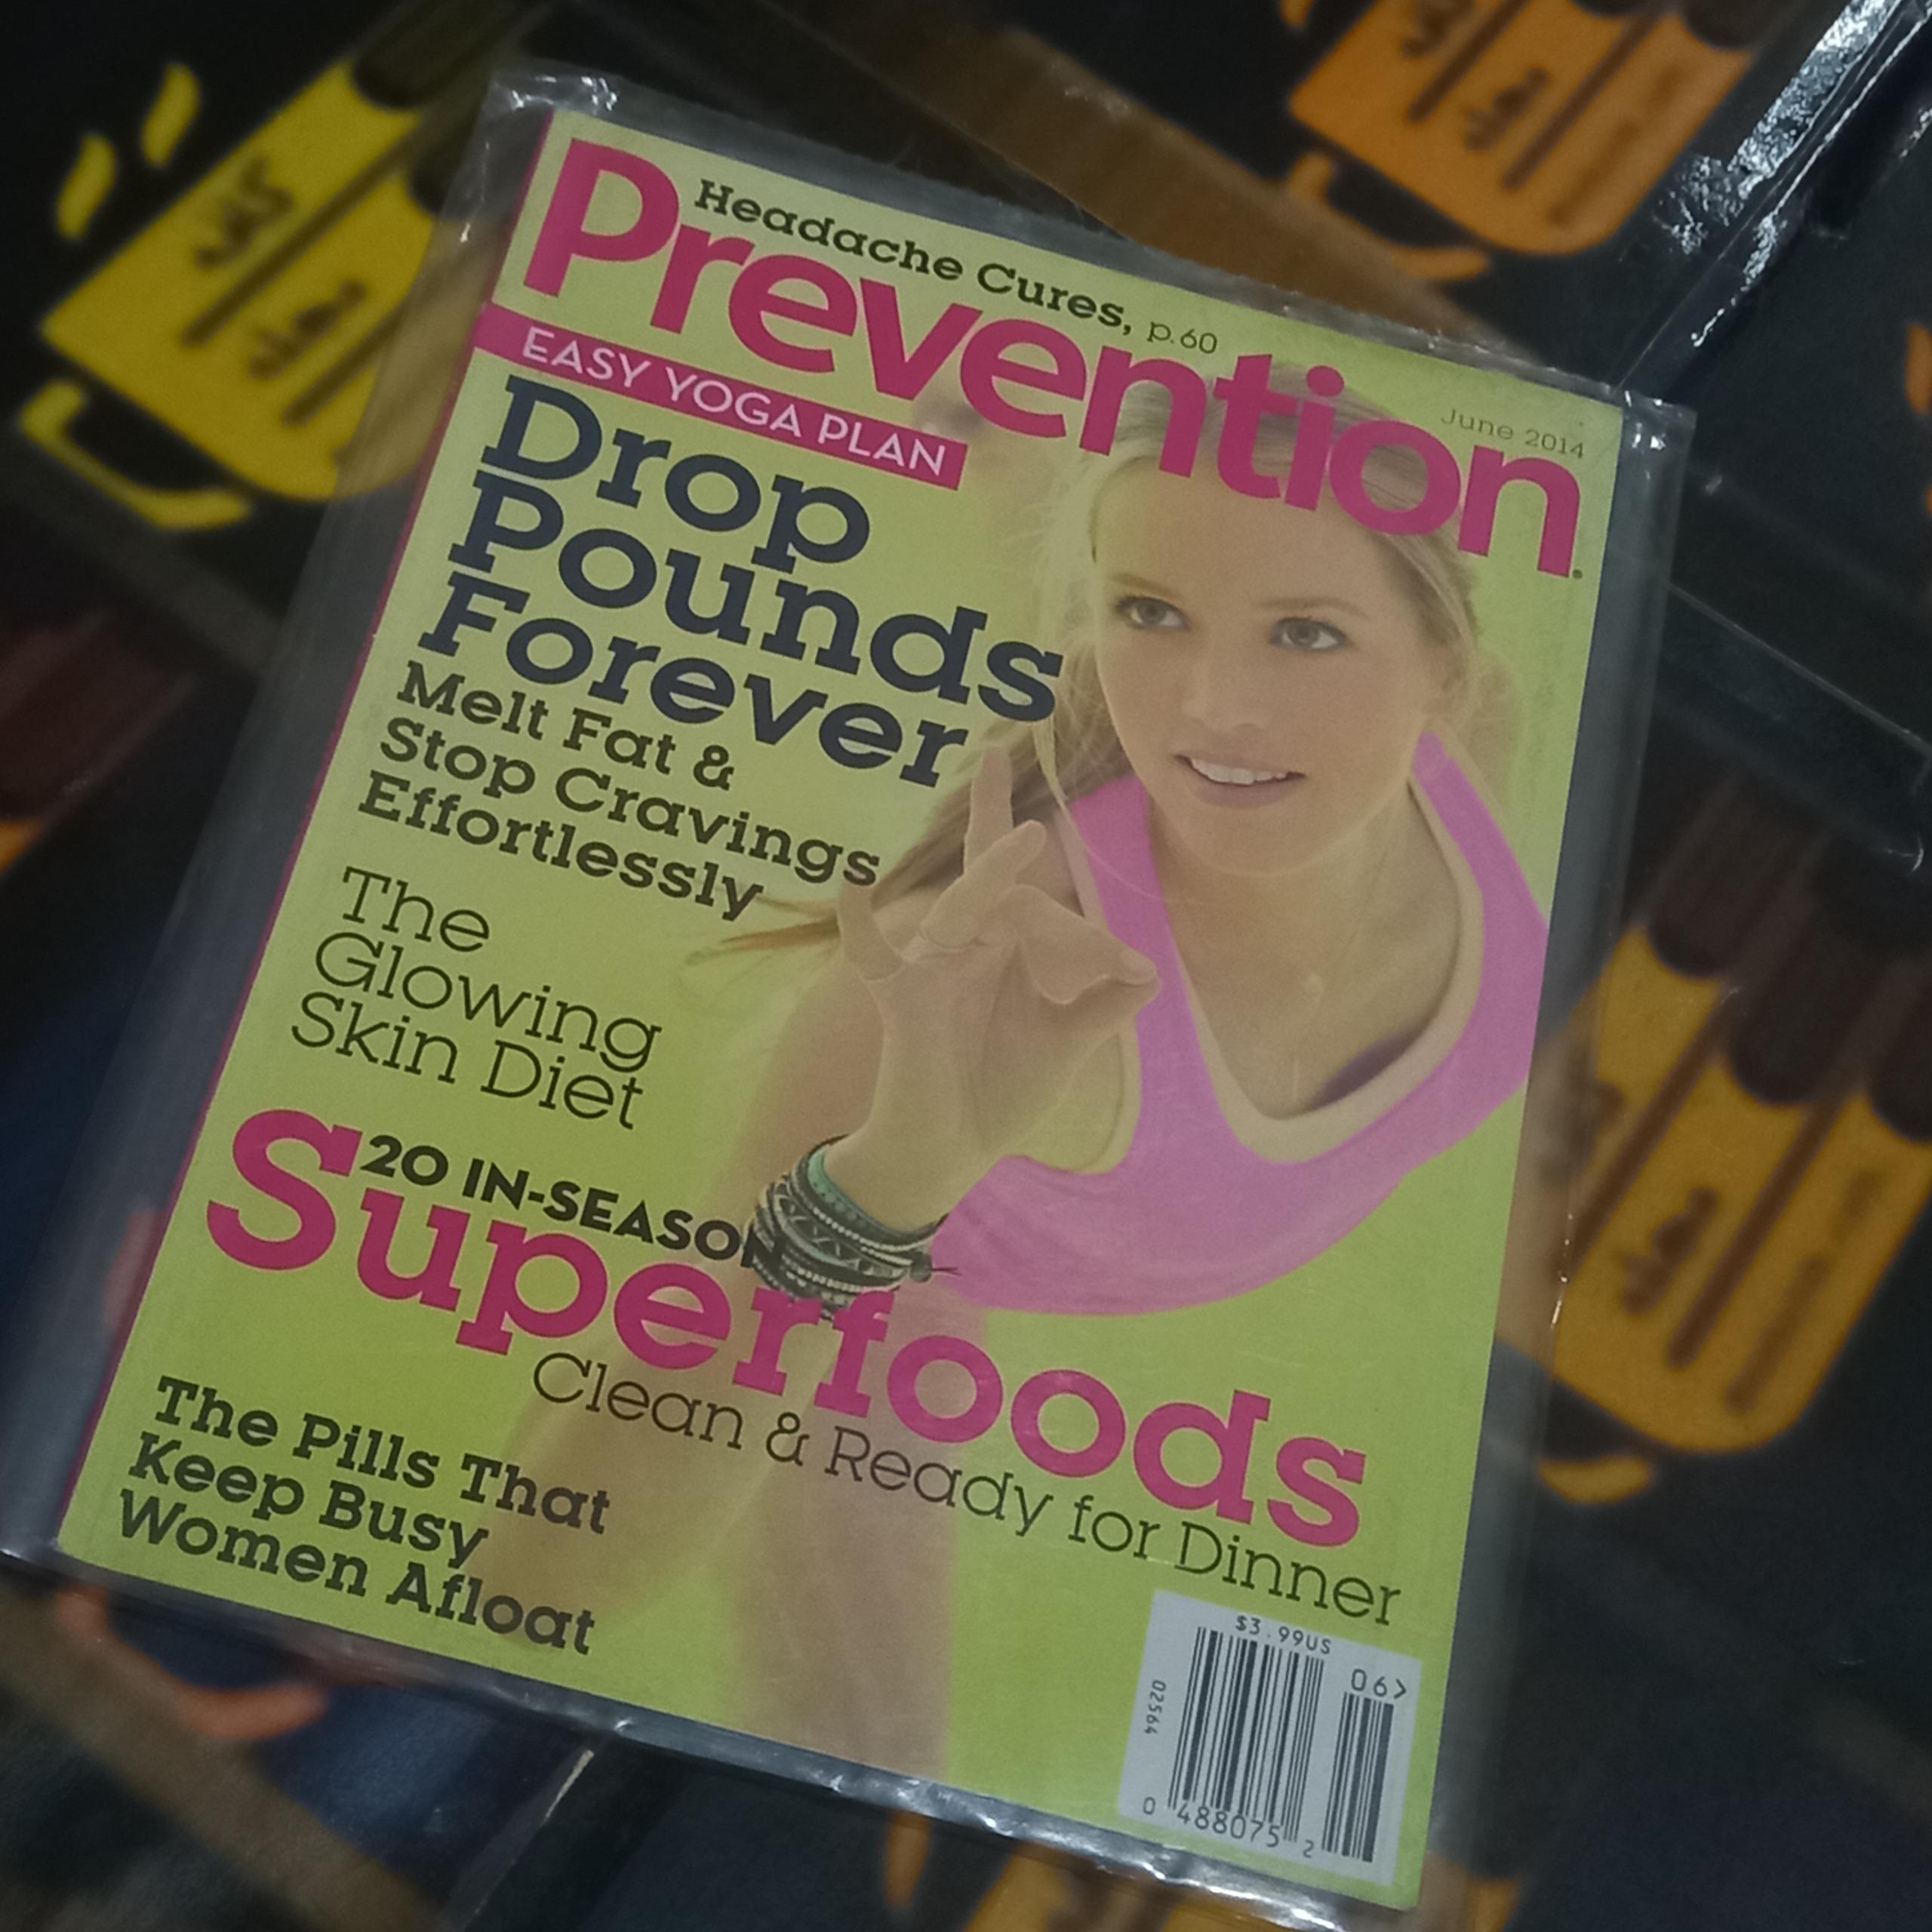 Headache Cures, p.60
Prevention
June 2014
EASY YOGA PLAN
Drop
Pounds
Forever
Melt Fat &
Stop Cravings
Effortlessly
The
Glowing
Skin Diet
20 IN-SEASON
Superfoods
Clean & Ready for Dinner
The Pills That
Keep Busy
Women Afloat
$3.99US
06>
02564
0 488075 2